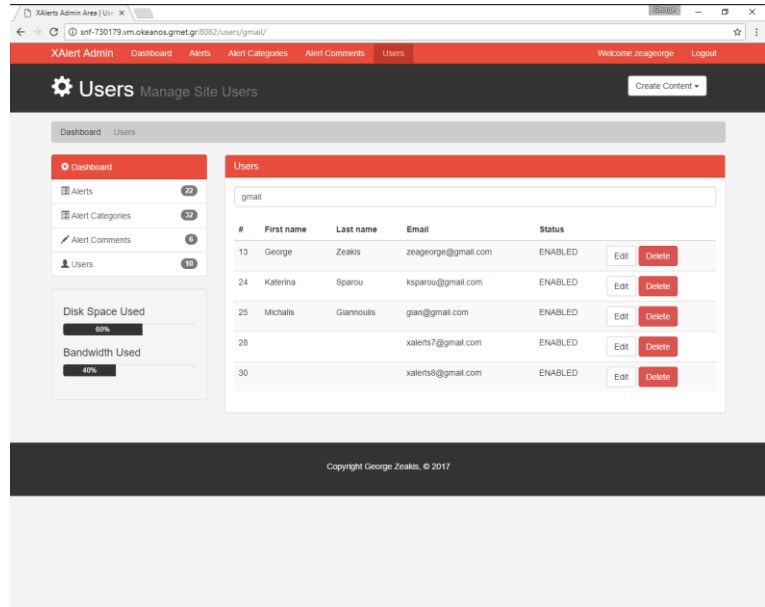 XAlerts Admin Area | Us
George
snf-730179.vm.okeanos.grnet.gr:8082/users/gmail/
XAlert Admin Dashboard Alerts Alert Categories Alert Comments Users Welcome zeageorge Logout
Users Manage Site Users
Create Content
Dashboard Users
Dashboard
Alerts 22
Alert Categories 32
Alert Comments 6
Users 10
Disk Space Used
60%
Bandwidth Used
40%
Users
gmail
# First name Last name Email Status
13 George Zeakis zeageorge@gmail.com ENABLED Edit Delete
24 Katerina Sparou ksparou@gmail.com ENABLED Edit Delete
25 Michalis Giannoulis gian@gmail.com ENABLED Edit Delete
28 xalerts7@gmail.com ENABLED Edit Delete
30 xalerts8@gmail.com ENABLED Edit Delete
Copyright George Zeakis, © 2017